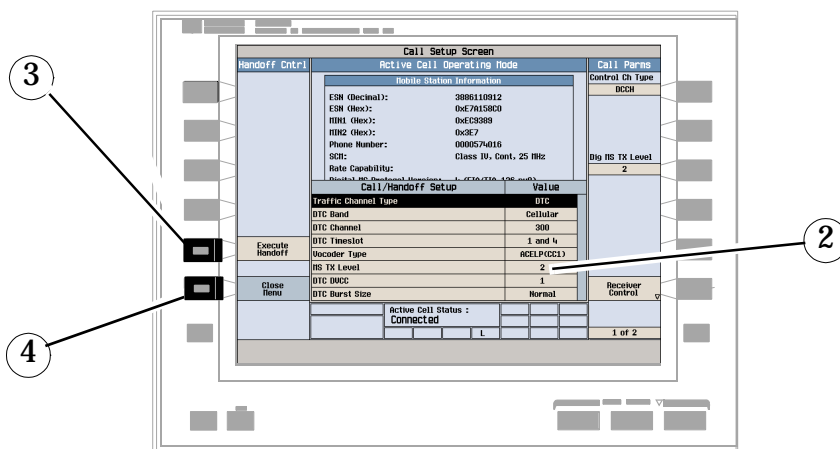 Call Setup Screen
Handoff Cntrl
Active Cell Operating Mode
Call Parms
Mobile Station Information
ESN (Decimal): 3886110912
ESN (Hex): 0xE7A158C0
MIN1 (Hex): 0xEC9389
MIN2 (Hex): 0x3E7
Phone Number: 0000574016
SCM: Class IV, Cont, 25 MHz
Rate Capability:
Control Ch Type
DCCH
Dig MS TX Level
2
Call/Handoff Setup Value
Traffic Channel Type DTC
DTC Band Cellular
DTC Channel 300
DTC Timeslot 1 and 4
Vocoder Type ACELP(CC1)
MS TX Level 2
DTC DVCC 1
DTC Burst Size Normal
Execute
Handoff
Close
Menu
Receiver
Control
Active Cell Status :
Connected
L
1 of 2
3
4
2